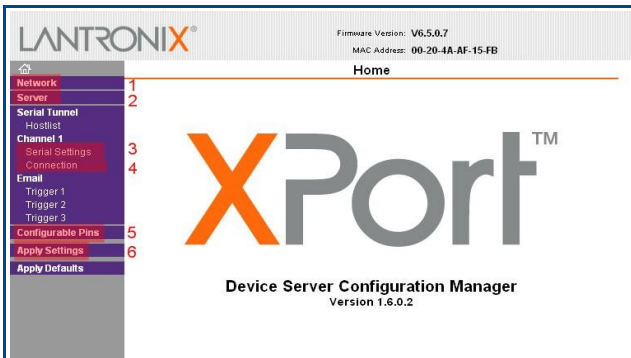 LANTRONIX®
Firmware Version: V6.5.0.7
MAC Address: 00-20-4A-AF-15-FB
Home
Network 1
Server 2
Serial Tunnel
Hostlist
Channel 1
Serial Settings 3
Connection 4
Email
Trigger 1
Trigger 2
Trigger 3
Configurable Pins 5
Apply Settings 6
Apply Defaults
XPort™
Device Server Configuration Manager
Version 1.6.0.2